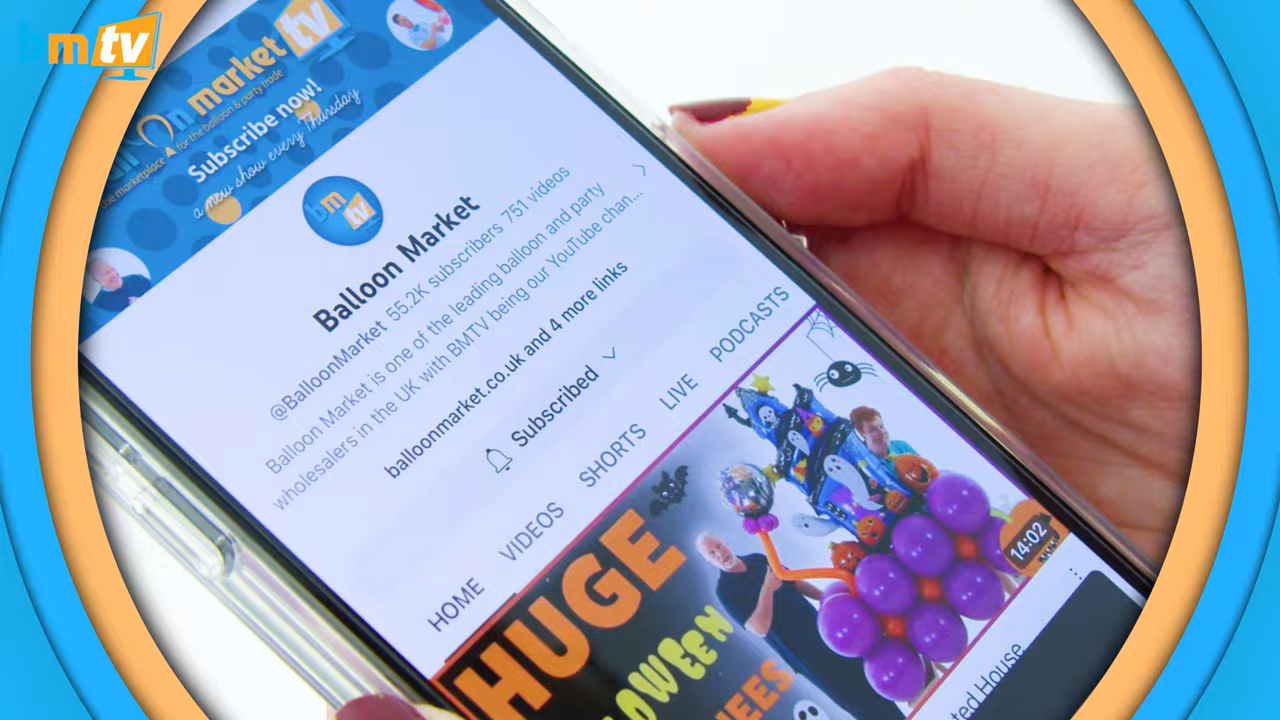 bmtv
market tv
the marketplace for the balloon & party trade
Subscribe now!
a new show every Thursday
bm tv
Balloon Market
@BalloonMarket 55.2K subscribers 751 videos
Balloon Market is one of the leading balloon and party
wholesalers in the UK with BMTV being our YouTube chan...
balloonmarket.co.uk and 4 more links
Subscribed
HOME VIDEOS SHORTS LIVE PODCASTS
HUGE
14:02
House